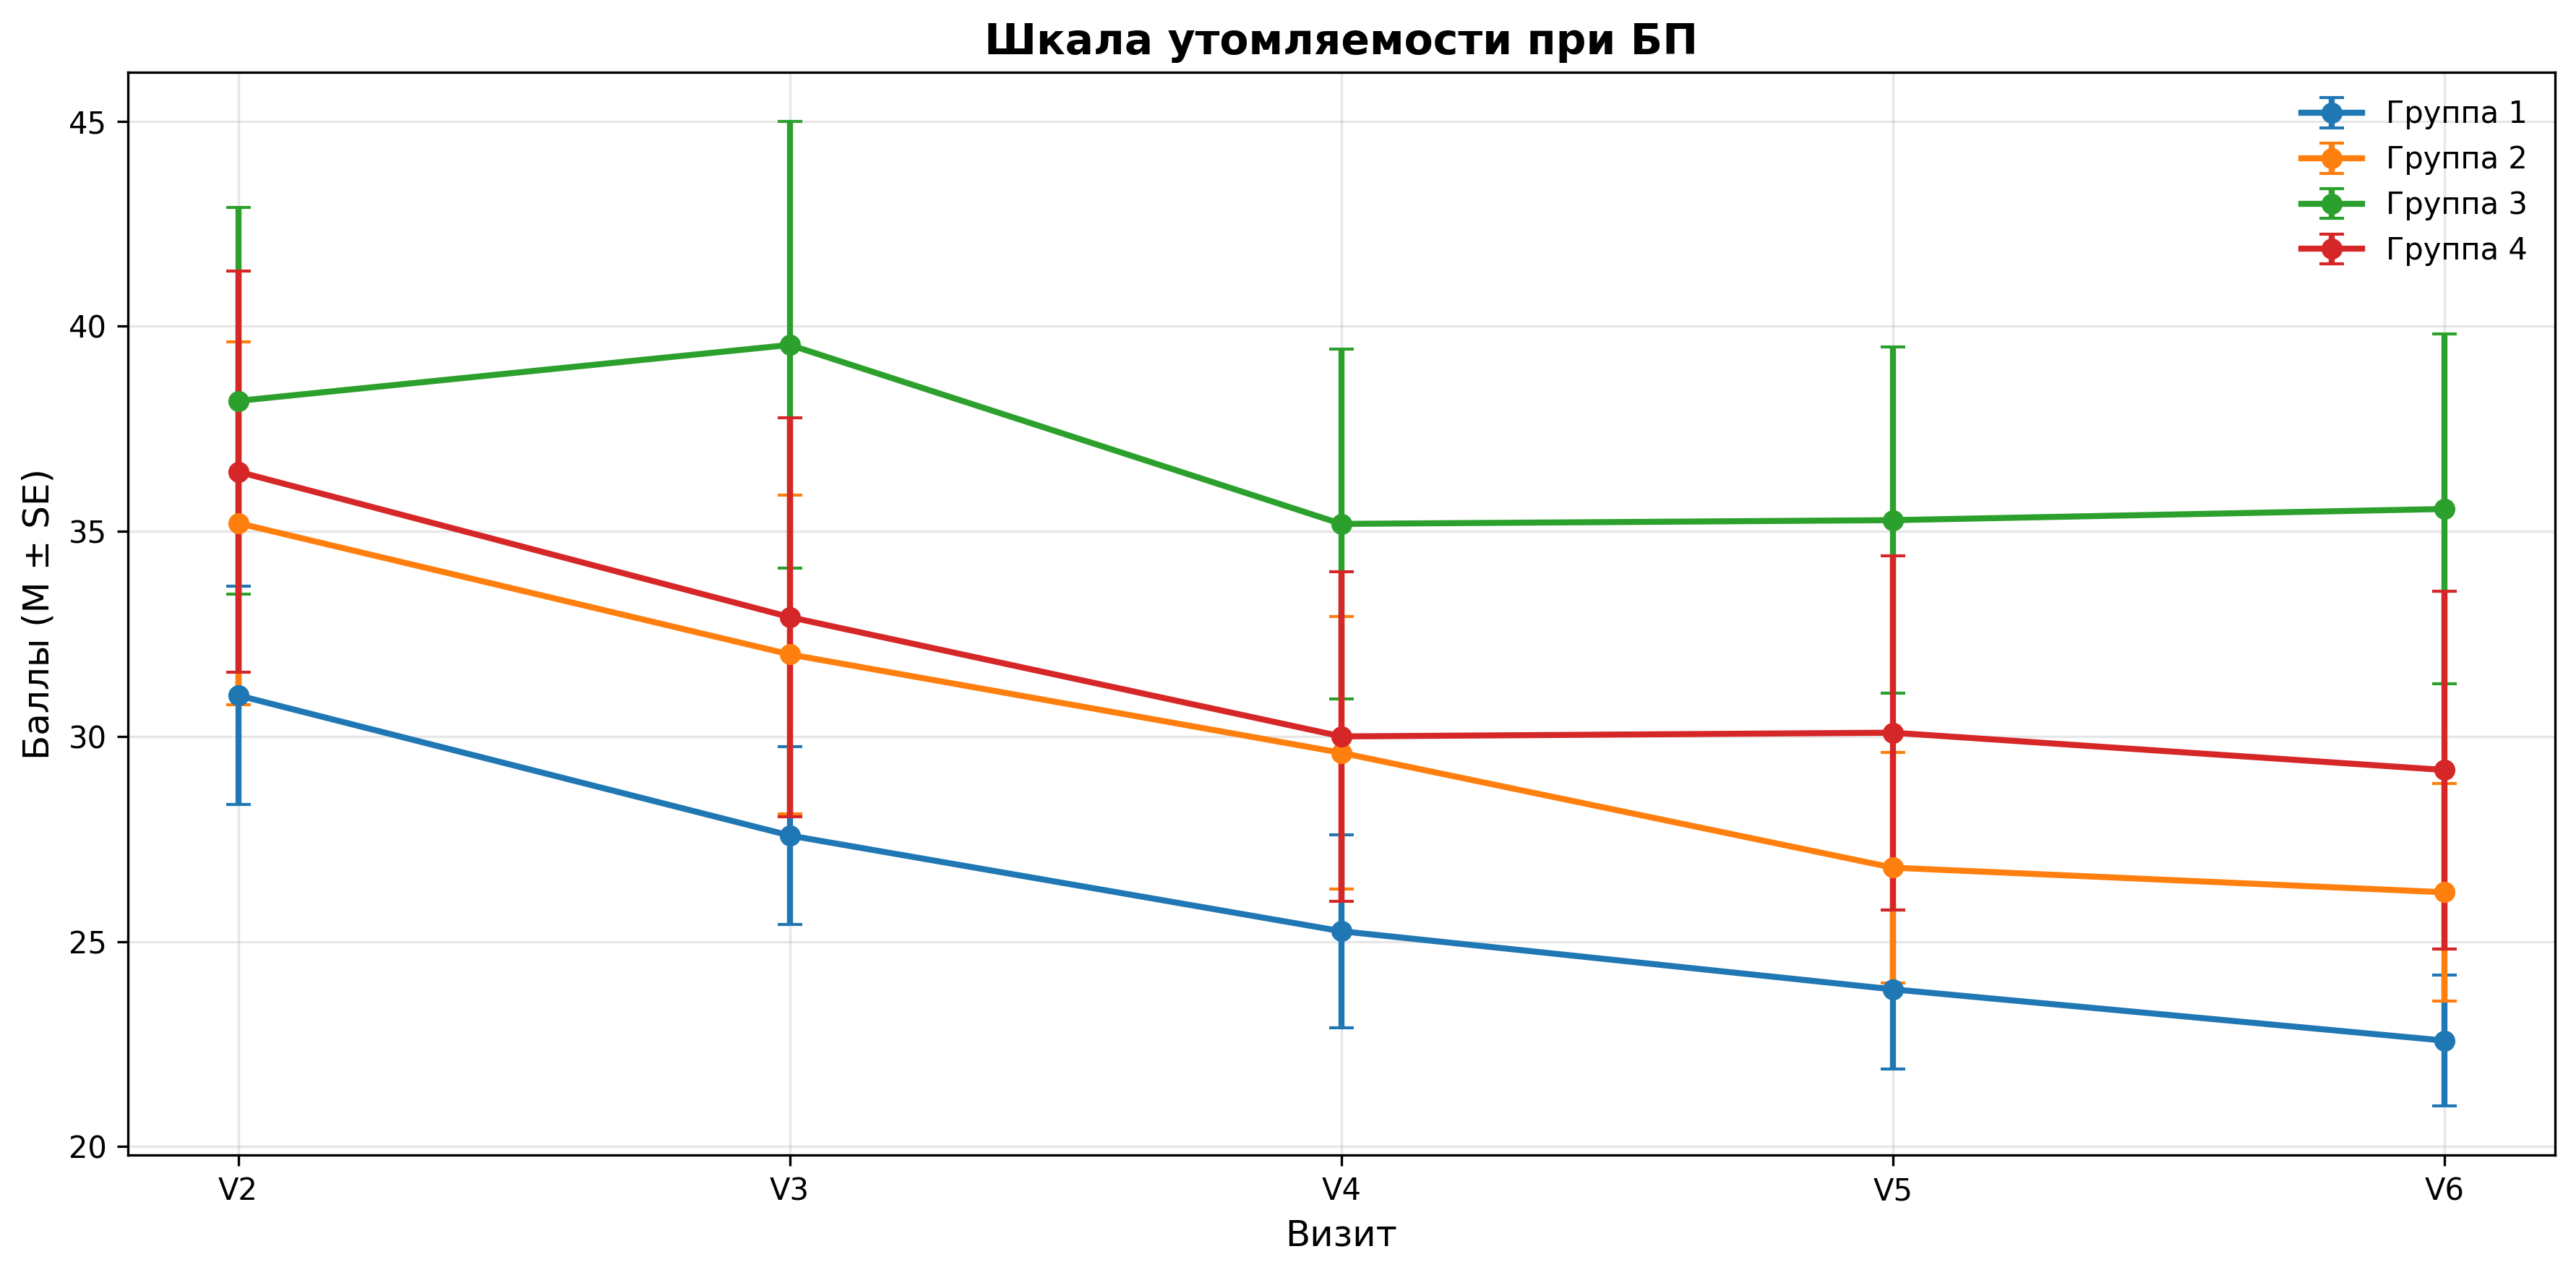 Шкала утомляемости при БП
Баллы (M ± SE)
45
40
35
30
25
20
Группа 1
Группа 2
Группа 3
Группа 4
V2 V3 V4 V5 V6
Визит